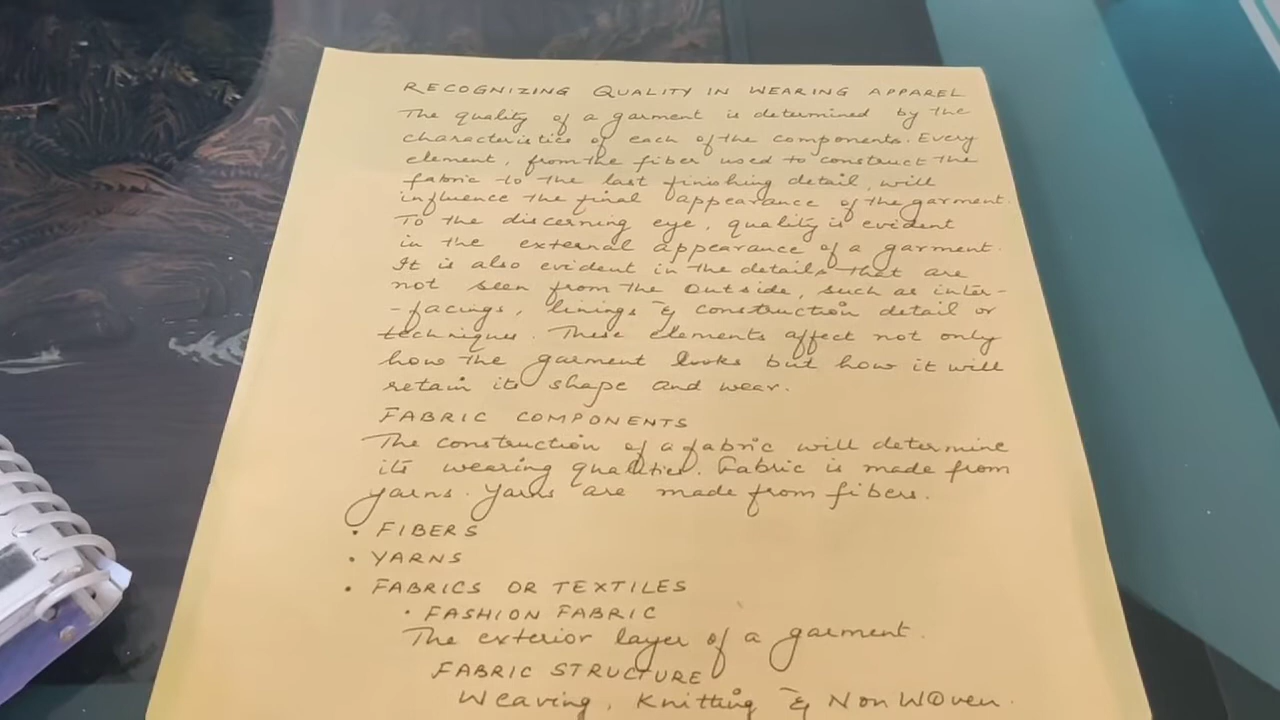 RECOGNIZING QUALITY IN WEARING APPAREL
The quality of a garment is determined by the
characteristics of each of the components. Every
element, from the fiber used to construct the
fabric to the last finishing detail, will
influence the final appearance of the garment.
To the discerning eye, quality is evident
in the external appearance of a garment.
It is also evident in the details that are
not seen from the outside, such as inter-
-facings, linings & construction detail or
techniques. These elements affect not only
how the garment looks but how it will
retain its shape and wear.
FABRIC COMPONENTS
The construction of a fabric will determine
its wearing qualities. Fabric is made from
yarns. Yarns are made from fibers.
• FIBERS
• YARNS
• FABRICS OR TEXTILES
• FASHION FABRIC
The exterior layer of a garment.
FABRIC STRUCTURE
Weaving, Knitting & Non Woven.